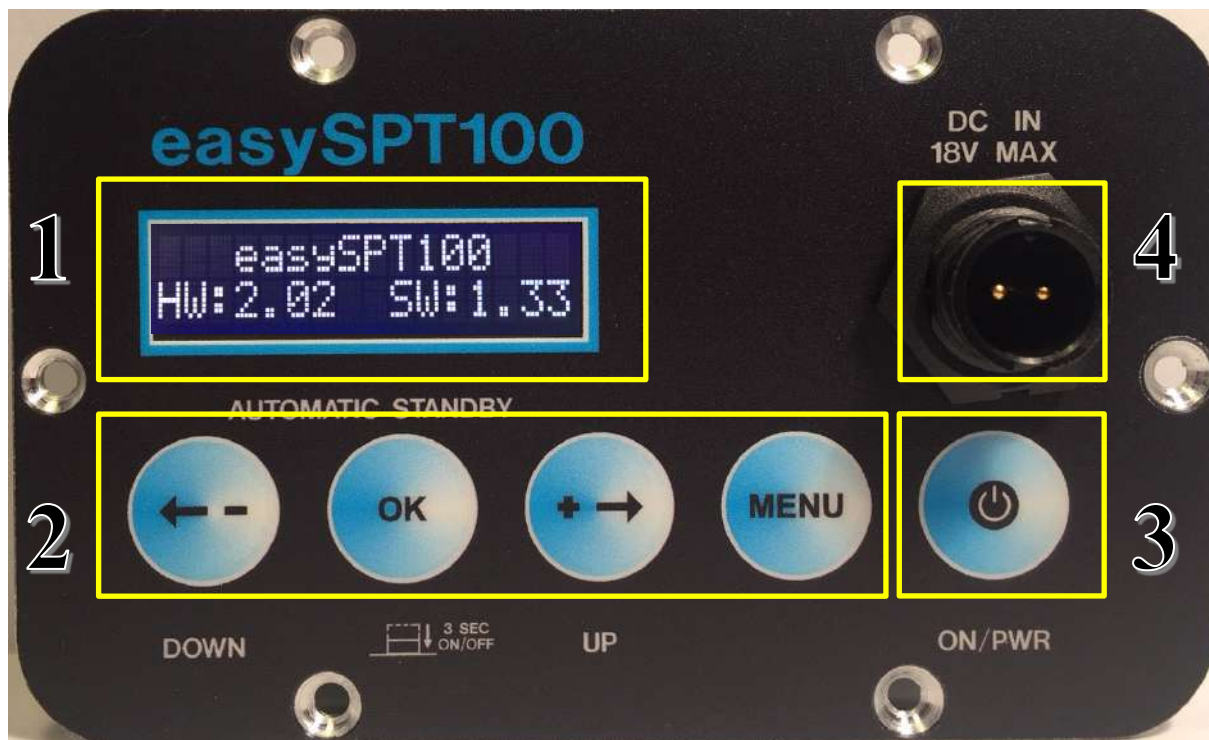 easySPT100
DC IN
18V MAX
1
easySPT100
HW:2.02 SW:1.33
4
AUTOMATIC STANDBY
2
← -
OK
+ →
MENU
3
DOWN
3 SEC
ON/OFF
UP
ON/PWR